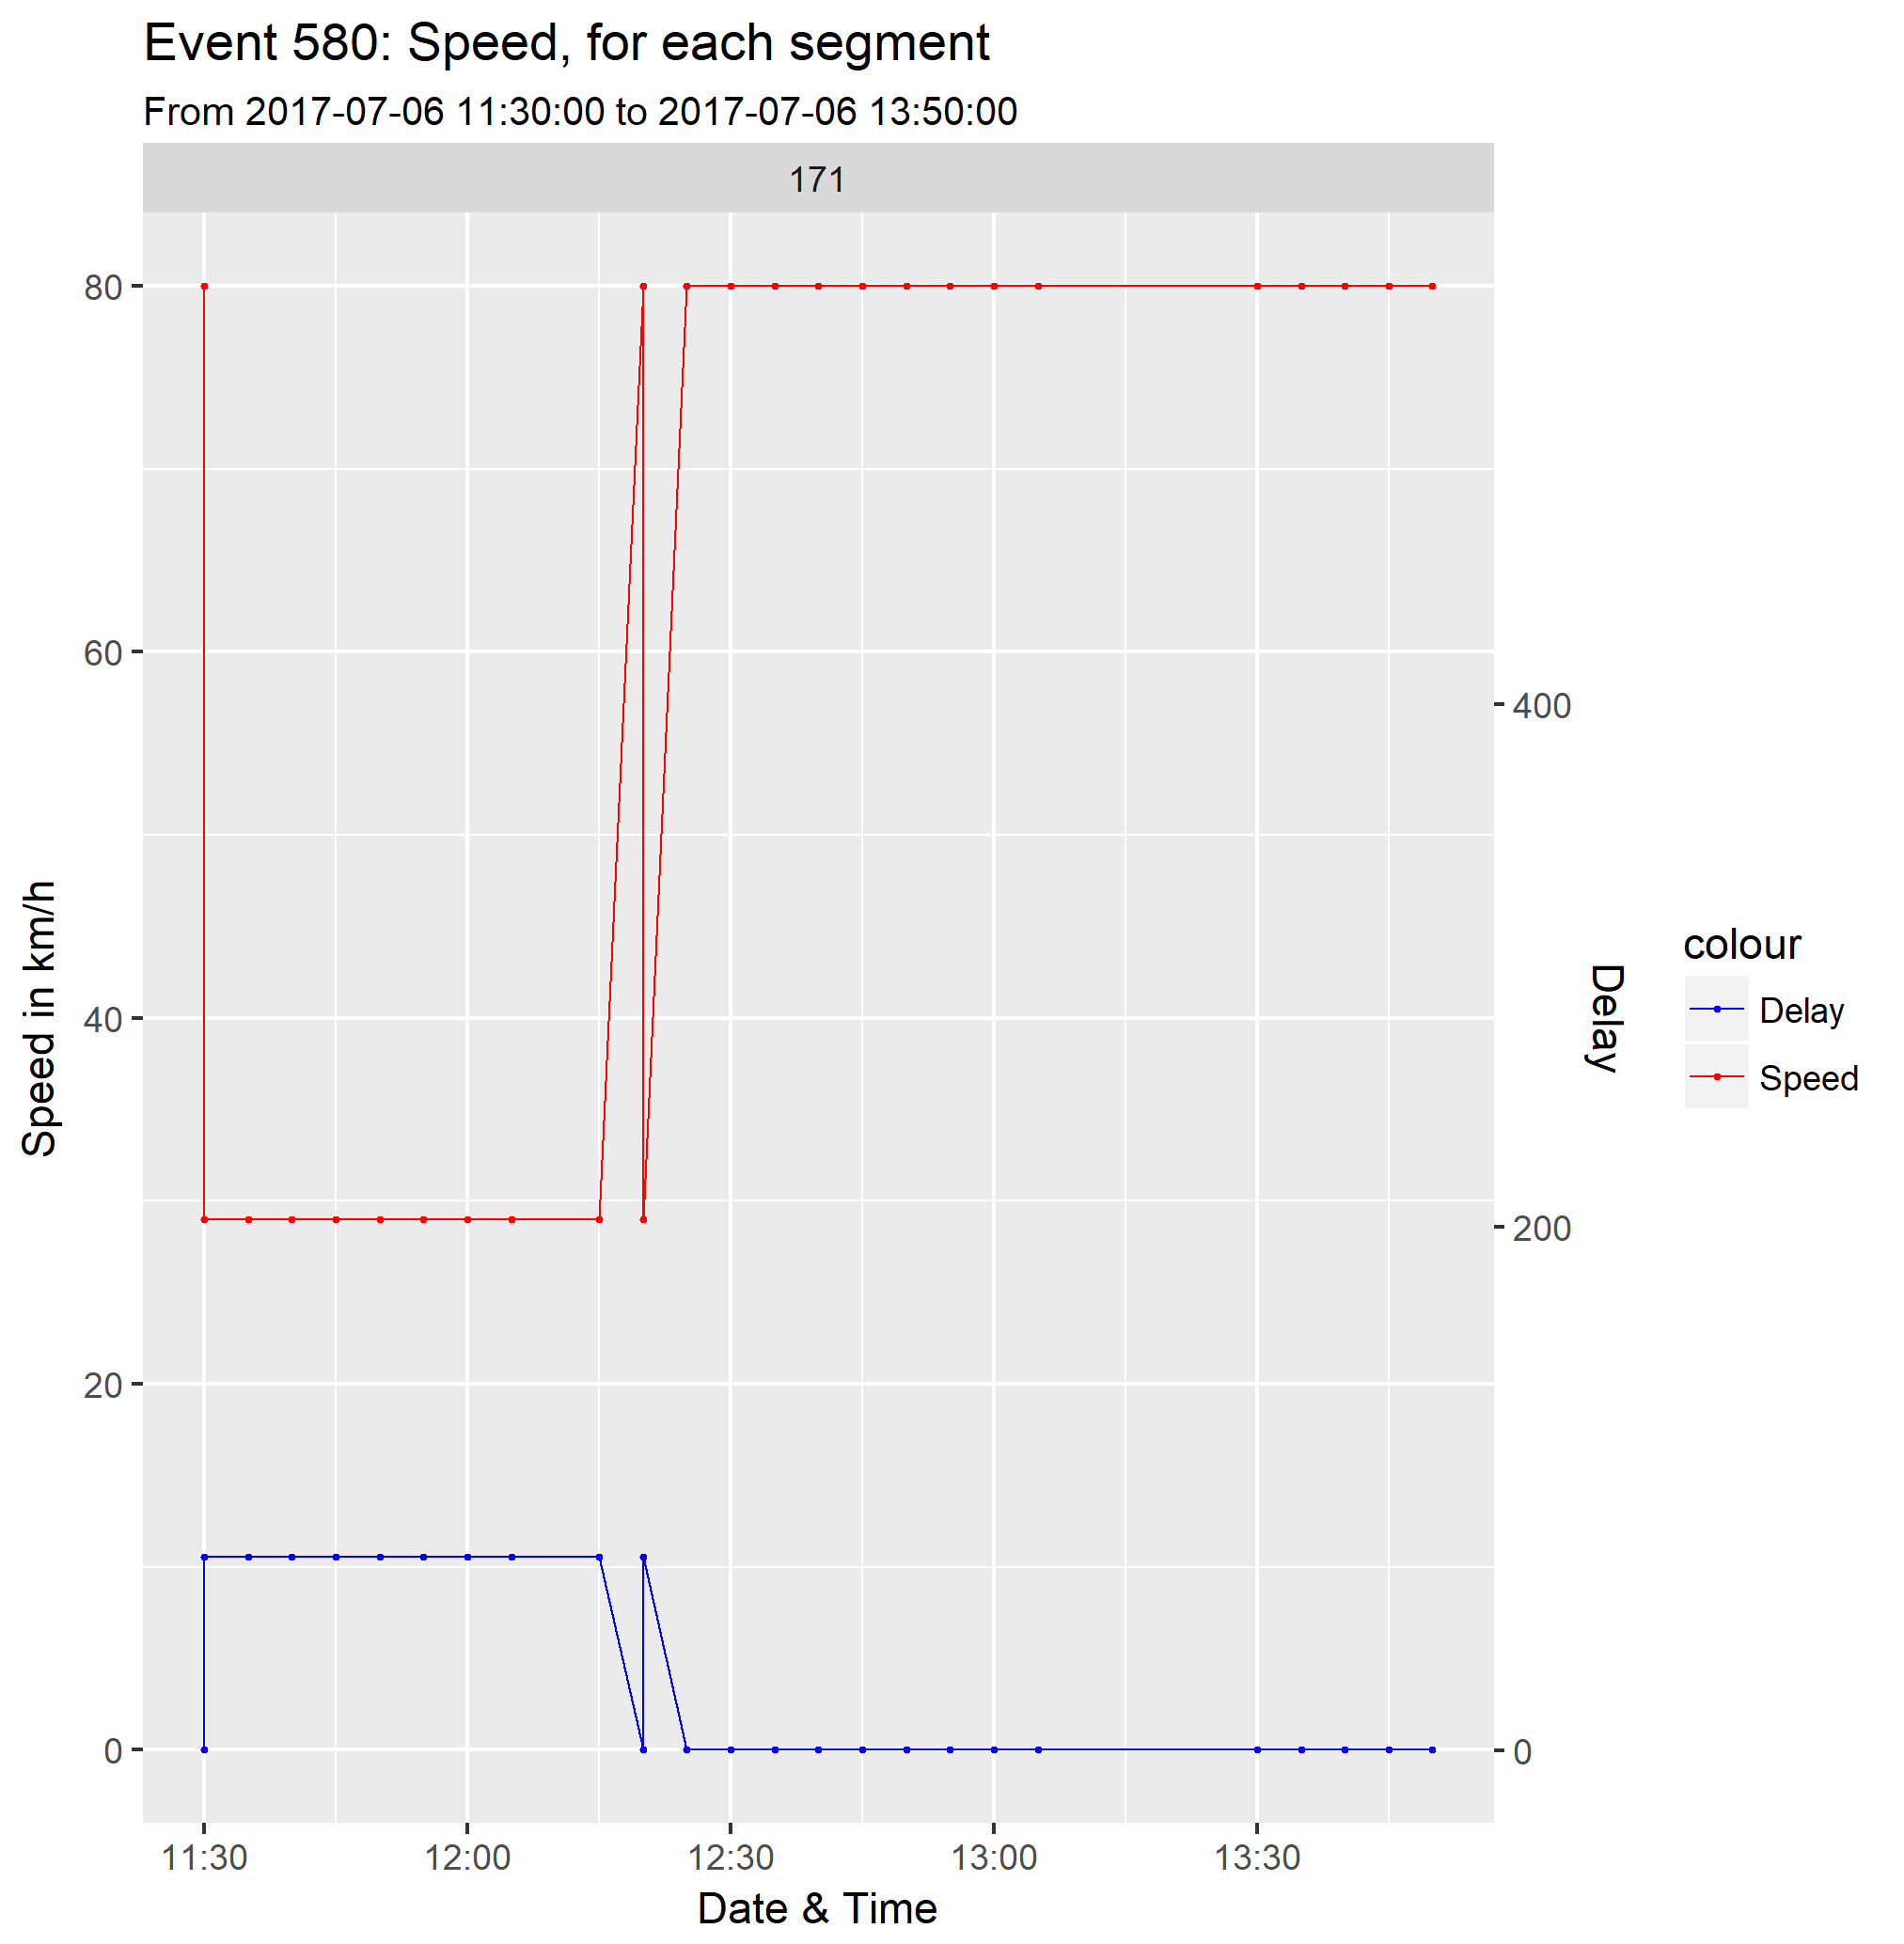 Event 580: Speed, for each segment
From 2017-07-06 11:30:00 to 2017-07-06 13:50:00
171
80
60
40
20
0
Speed in km/h
400
200
0
Delay
colour
Delay
Speed
11:30 12:00 12:30 13:00 13:30
Date & Time